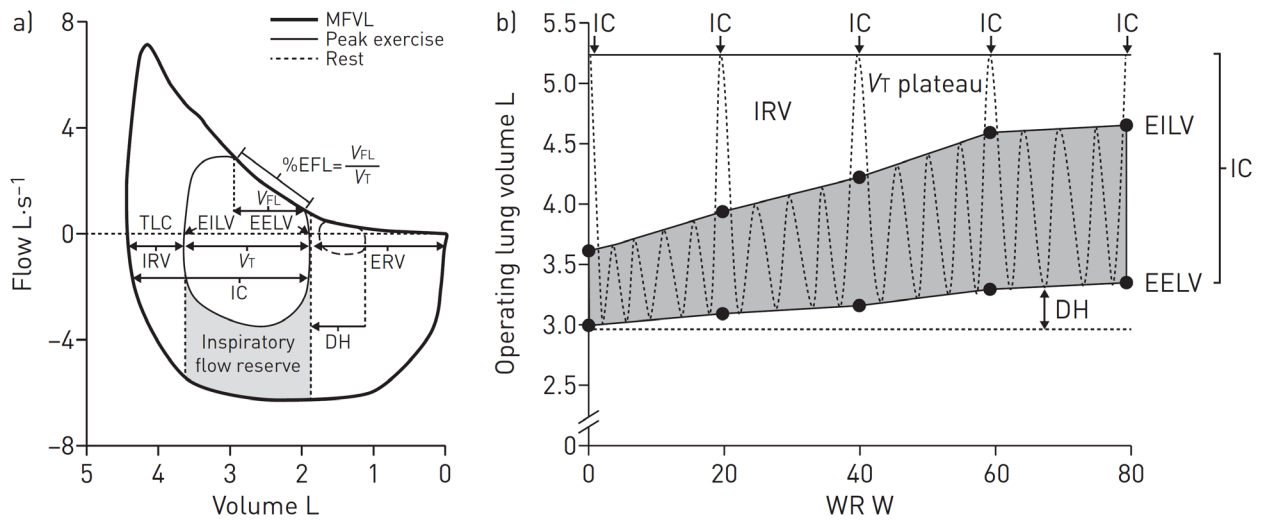 a)
MFVL
Peak exercise
Rest
8
4
0
–4
–8
Flow L·s–1
%EFL= VFL
VT
VFL
TLC EILV EELV
IRV VT ERV
IC
DH
Inspiratory
flow reserve
5 4 3 2 1 0
Volume L
b)
IC IC IC IC IC
5.5
5.0
4.5
4.0
3.5
3.0
2.5
0
Operating lung volume L
VT plateau
IRV
EILV
IC
EELV
DH
0 20 40 60 80
WR W